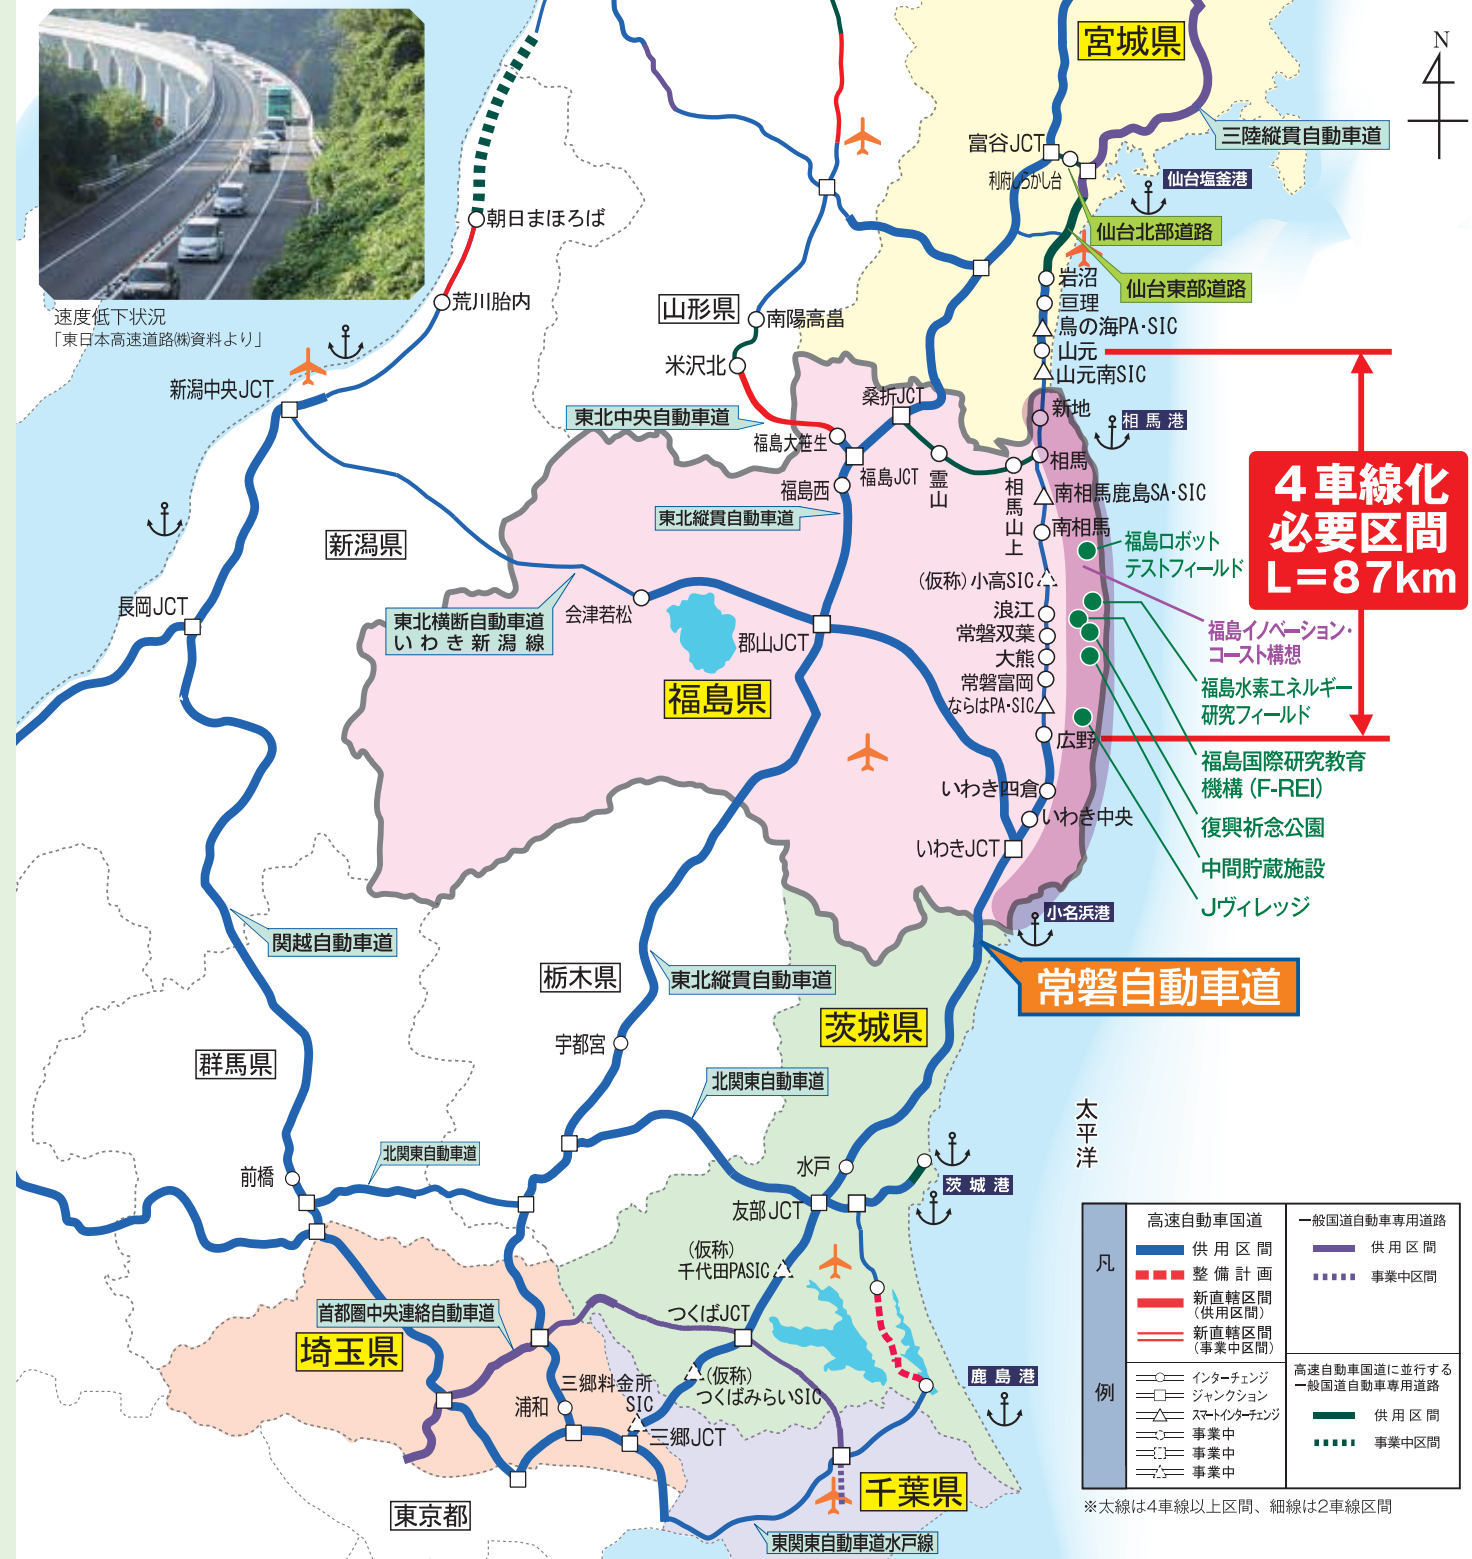 宮城県
N
三陸縦貫自動車道
富谷JCT
利府しらかし台
仙台塩釜港
仙台北部道路
朝日まほろば
岩沼
仙台東部道路
亘理
荒川胎内
山形県
南陽高畠
鳥の海PA・SIC
速度低下状況
「東日本高速道路㈱資料より」
山元
米沢北
山元南SIC
新潟中央JCT
桑折JCT
新地
東北中央自動車道
相馬港
福島大笹生
相馬
福島JCT
霊山
相馬山上
福島西
南相馬鹿島SA・SIC
4車線化
必要区間
L=87km
東北縦貫自動車道
南相馬
新潟県
福島ロボット
テストフィールド
(仮称)小高SIC
長岡JCT
会津若松
浪江
東北横断自動車道
いわき新潟線
郡山JCT
常磐双葉
福島イノベーション・
コースト構想
大熊
常磐富岡
福島水素エネルギー
研究フィールド
福島県
ならはPA・SIC
広野
福島国際研究教育
機構(F-REI)
いわき四倉
いわき中央
復興祈念公園
いわきJCT
中間貯蔵施設
Jヴィレッジ
小名浜港
関越自動車道
栃木県
東北縦貫自動車道
常磐自動車道
茨城県
宇都宮
群馬県
北関東自動車道
太平洋
北関東自動車道
前橋
水戸
茨城港
友部JCT
(仮称)
千代田PASIC
首都圏中央連絡自動車道
つくばJCT
埼玉県
三郷料金所
SIC
(仮称)
つくばみらいSIC
鹿島港
浦和
三郷JCT
東京都
千葉県
東関東自動車道水戸線
凡例
高速自動車国道
供用区間
整備計画
新直轄区間
(供用区間)
新直轄区間
(事業中区間)
インターチェンジ
ジャンクション
スマートインターチェンジ
事業中
事業中
事業中
一般国道自動車専用道路
供用区間
事業中区間
高速自動車国道に並行する
一般国道自動車専用道路
供用区間
事業中区間
※太線は4車線以上区間、細線は2車線区間